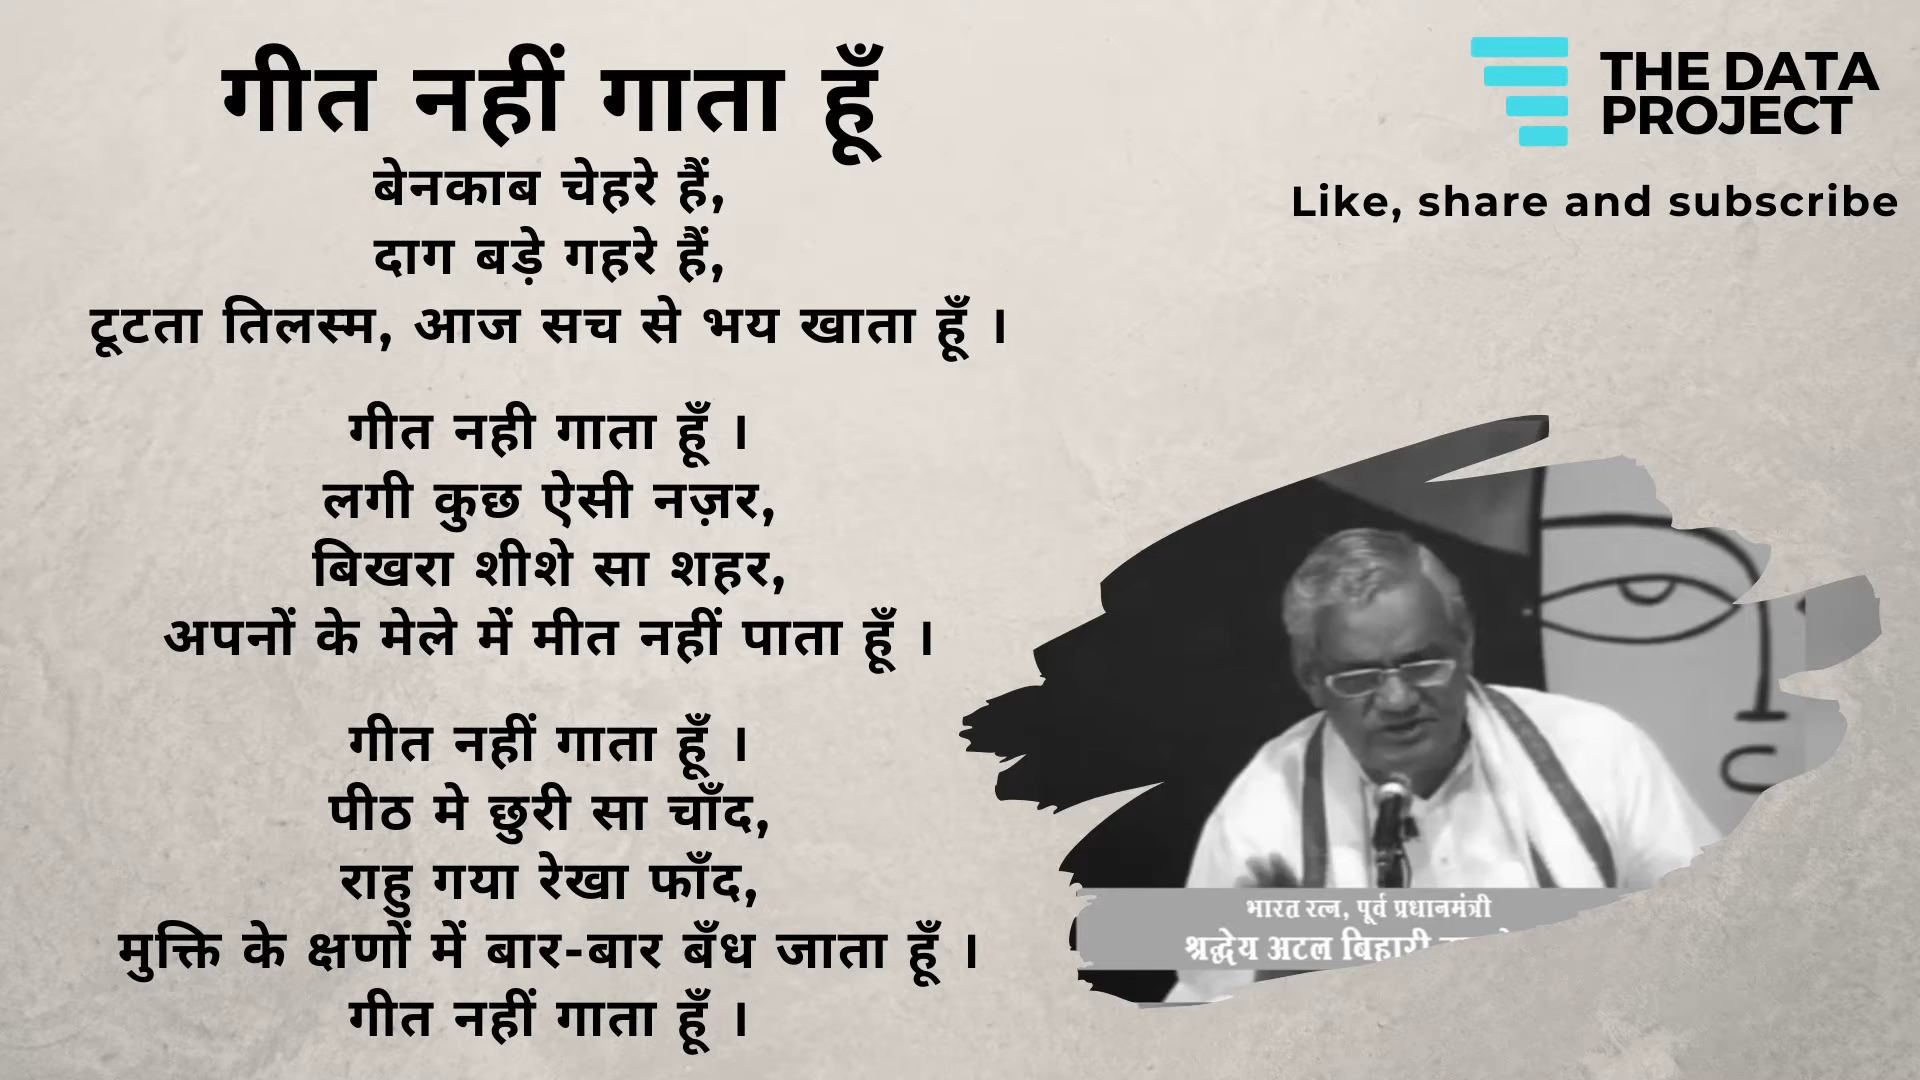 गीत नहीं गाता हूँ
बेनकाब चेहरे हैं,
दाग बड़े गहरे हैं,
टूटता तिलस्म, आज सच से भय खाता हूँ ।
गीत नही गाता हूँ ।
लगी कुछ ऐसी नज़र,
बिखरा शीशे सा शहर,
अपनों के मेले में मीत नहीं पाता हूँ ।
गीत नहीं गाता हूँ ।
पीठ मे छुरी सा चाँद,
राहु गया रेखा फाँद,
मुक्ति के क्षणों में बार-बार बँध जाता हूँ ।
गीत नहीं गाता हूँ ।
THE DATA
PROJECT
Like, share and subscribe
भारत रत्न, पूर्व प्रधानमंत्री
श्रद्धेय अटल बिहारी